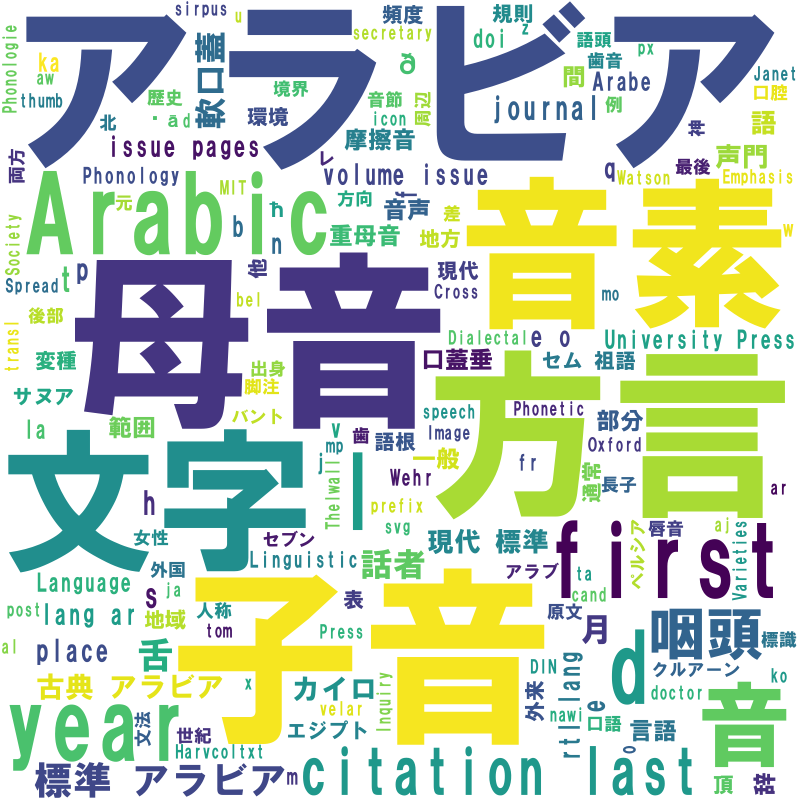 sirpus
u
頻度
規則
z
secretary
doi
語頭
px
Phonologie
アラビア
ka
aw
thumb
軟口蓋
ə
歯音
間
Arabe
Janet
口腔
歴史
境界
音節
icon
周辺
journal
例
語
北
ād
環境
摩擦音
神
両方
issue pages
レ
volume issue
q
最後
声門
Phonology
MIT
方向
Watson
Emphasis
Arabic
元
ħ
音声
差
Society
b
n
重母音
地方
音素
w
Spread
t
p
他
現代
Cross
mo
母音
bel
後部
transl
Dialectal
e o
University Press
変種
出身
口蓋垂
セム 祖語
方言
サヌア
脚注
la
範囲
バント
v
歯
speech
Phonetic
部分
mp
語根
Image
Oxford
文字
l
j
Thelwall
一般
fr
通常
Wehr
長子
ar
h
prefix
svg
first
唇音
aj
女性
セブン
現代 標準
ペルシア
Varieties
外国
Linguistic
話者
アラブ
ta
Language
s
ja
cand
post
lang ar
地域
人称
表
原文
月
咽頭
標識
al
place
舌
tom
Press
子音
d
クルアーン
古典 アラビア
x
カイロ
DIN
rtl lang
doctor
ko
velar
Inquiry
外来
e
year
文法
世紀
エジプト
nawi
口語
言語
音
Harvcoltxt
o
標準 アラビア
m
citation last
頂
辞